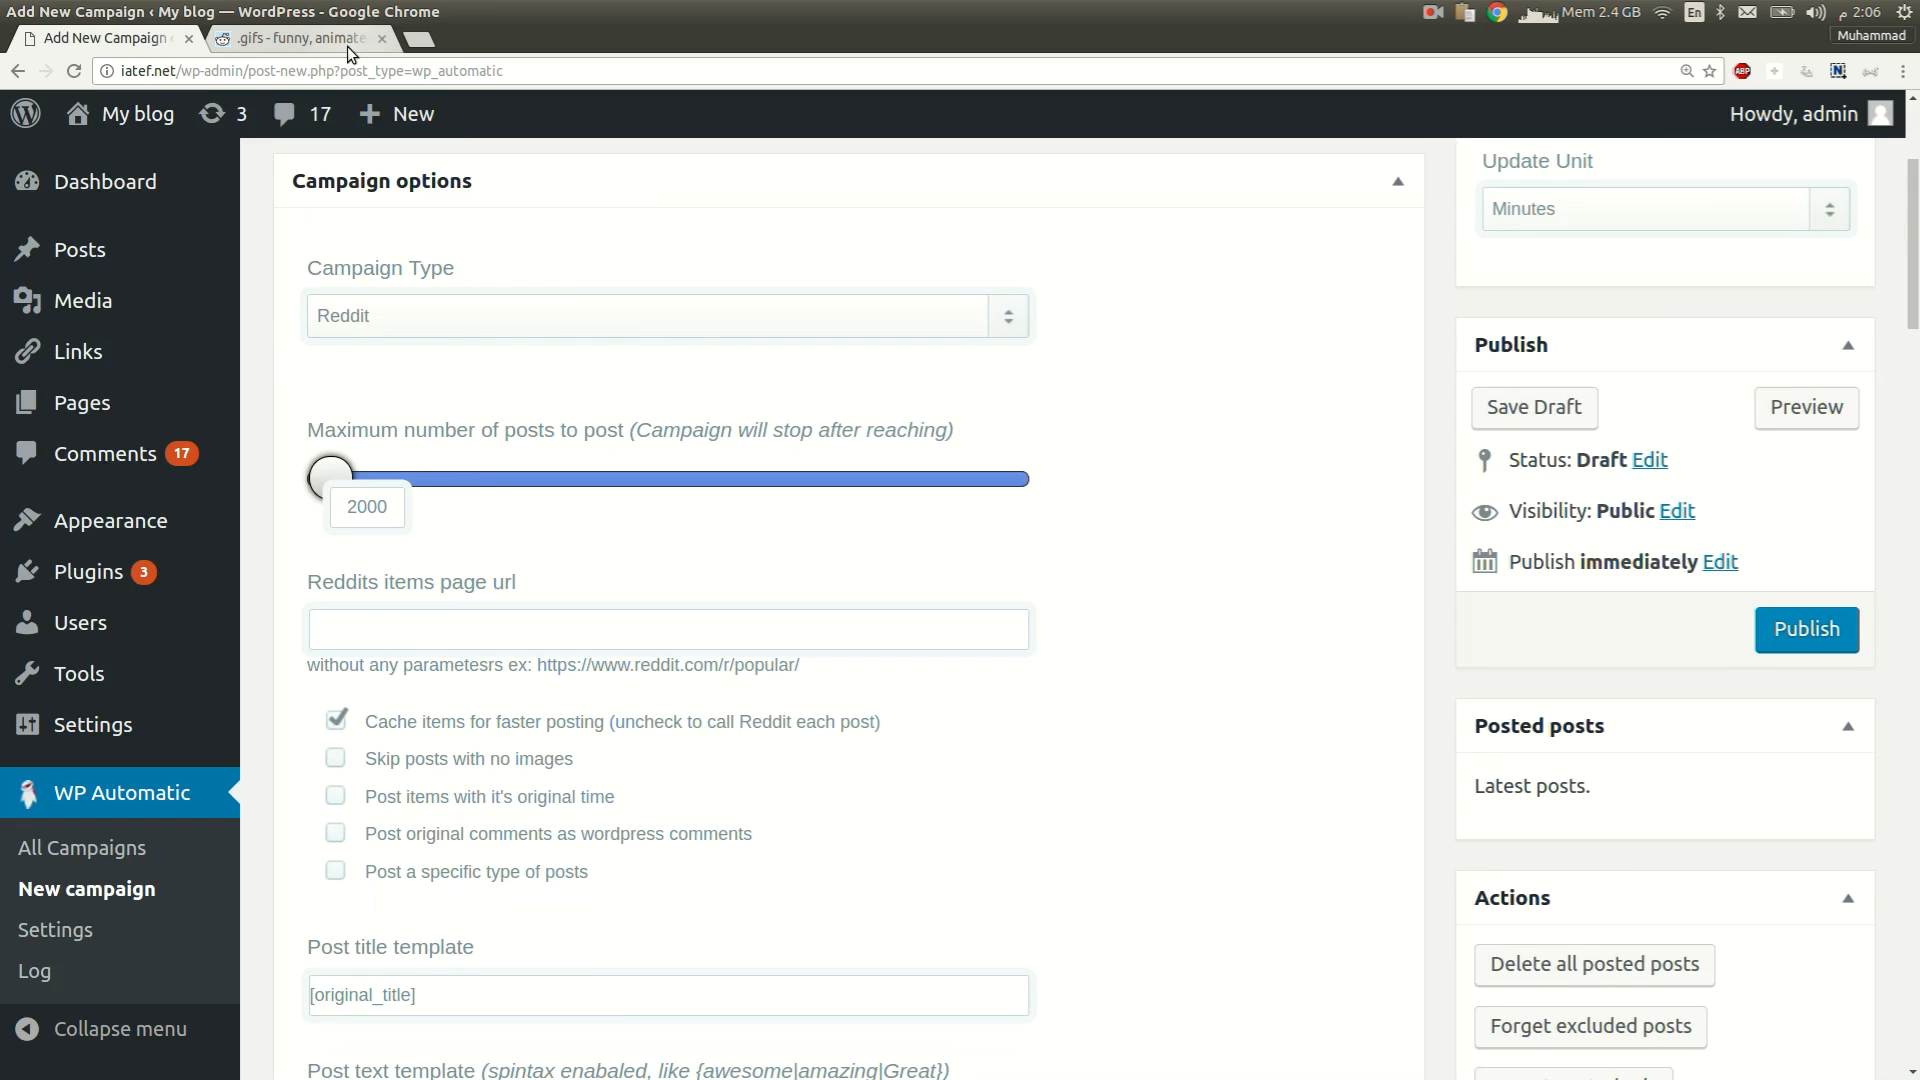 Add New Campaign ‹ My blog — WordPress - Google Chrome
Mem 2.4 GB
En
م 2:06
Add New Campaign
.gifs - funny, animate
Muhammad
iatef.net/wp-admin/post-new.php?post_type=wp_automatic
ABP
N
My blog
3
17
New
Howdy, admin
Dashboard
Posts
Media
Links
Pages
Comments 17
Appearance
Plugins 3
Users
Tools
Settings
WP Automatic
All Campaigns
New campaign
Settings
Log
Collapse menu
Campaign options
Campaign Type
Reddit
Maximum number of posts to post (Campaign will stop after reaching)
2000
Reddits items page url
without any parametesrs ex: https://www.reddit.com/r/popular/
Cache items for faster posting (uncheck to call Reddit each post)
Skip posts with no images
Post items with it's original time
Post original comments as wordpress comments
Post a specific type of posts
Post title template
[original_title]
Post text template (spintax enabaled, like {awesome|amazing|Great})
Update Unit
Minutes
Publish
Save Draft
Preview
Status: Draft Edit
Visibility: Public Edit
Publish immediately Edit
Publish
Posted posts
Latest posts.
Actions
Delete all posted posts
Forget excluded posts